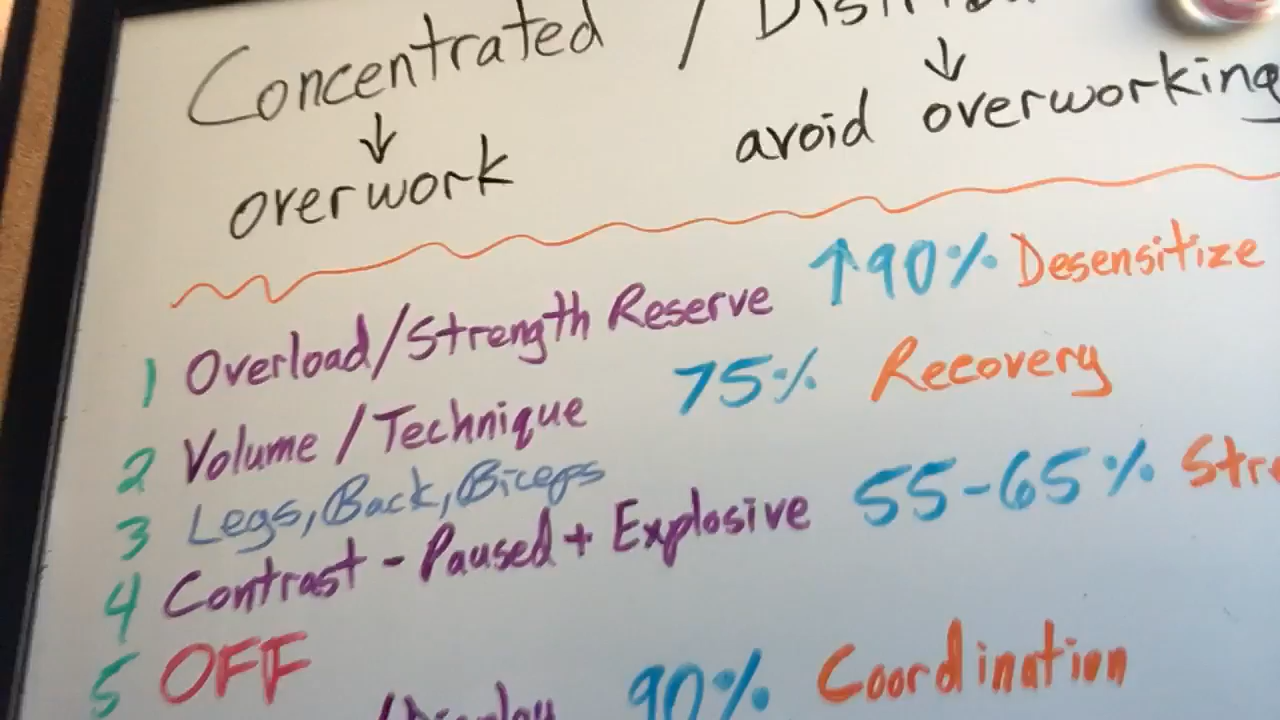 Concentrated /
↓ ↓
overwork avoid overworking
1 Overload/Strength Reserve ↑90% Desensitize
2 Volume/Technique 75% Recovery
3 Legs, Back, Biceps
4 Contrast - Paused + Explosive 55-65%
5 OFF
/Display 90% Coordination